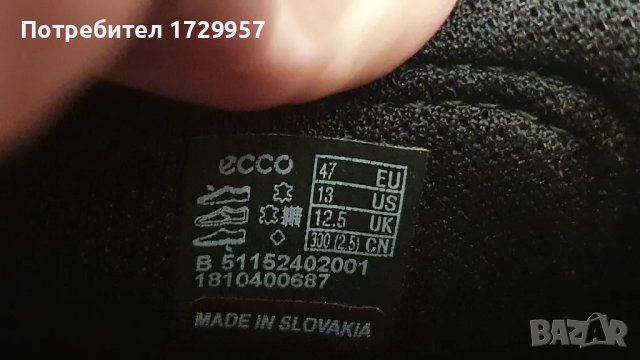 Потребител 1729957
ecco
47 EU
13 US
12.5 UK
300 (2.5) CN
B 51152402001
1810400687
MADE IN SLOVAKIA
BAZAR